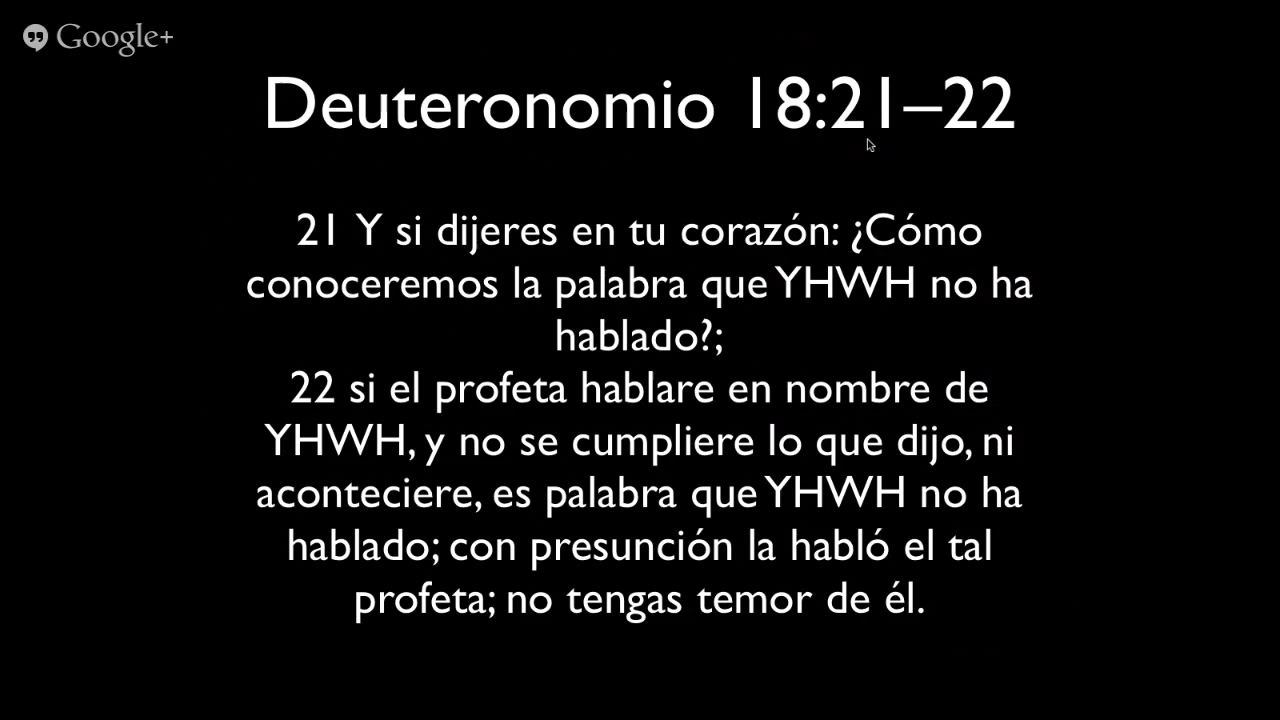 Google+
Deuteronomio 18:21–22
21 Y si dijeres en tu corazón: ¿Cómo
conoceremos la palabra que YHWH no ha
hablado?;
22 si el profeta hablare en nombre de
YHWH, y no se cumpliere lo que dijo, ni
aconteciere, es palabra que YHWH no ha
hablado; con presunción la habló el tal
profeta; no tengas temor de él.